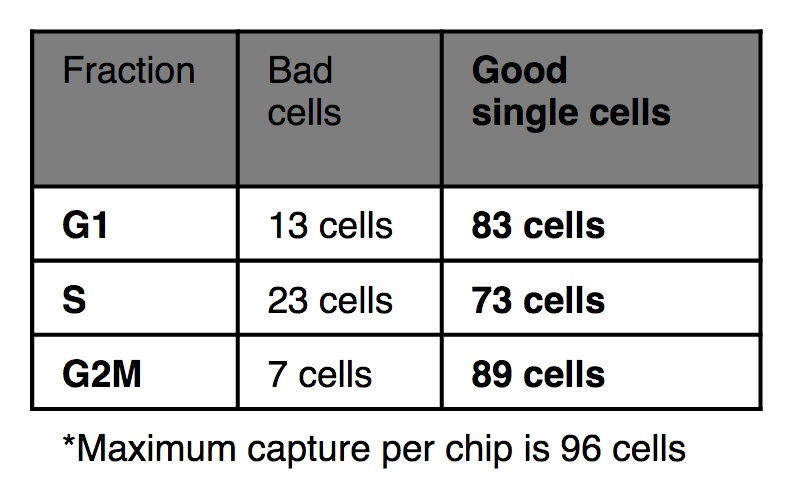 Fraction Bad cells Good single cells
G1 13 cells 83 cells
S 23 cells 73 cells
G2M 7 cells 89 cells
*Maximum capture per chip is 96 cells